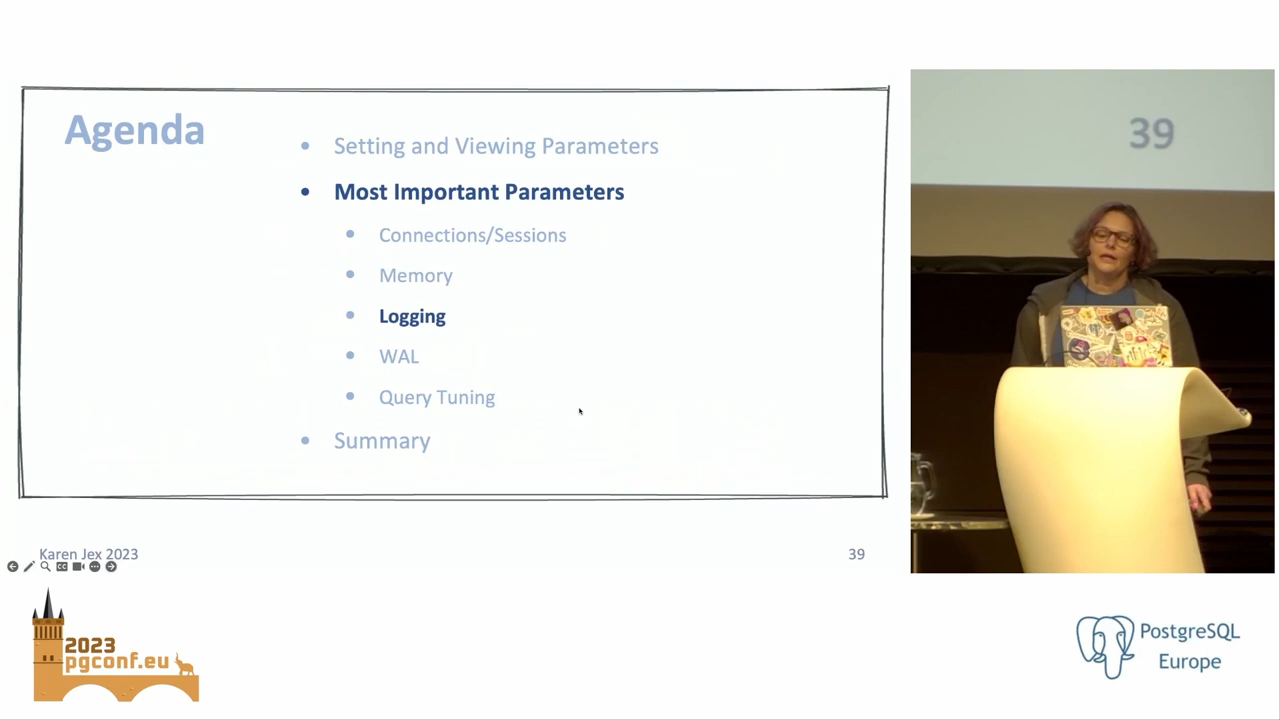 Agenda
• Setting and Viewing Parameters
• Most Important Parameters
• Connections/Sessions
• Memory
• Logging
• WAL
• Query Tuning
• Summary
Karen Jex 2023
39
39
2023
pgconf.eu
PostgreSQL
Europe